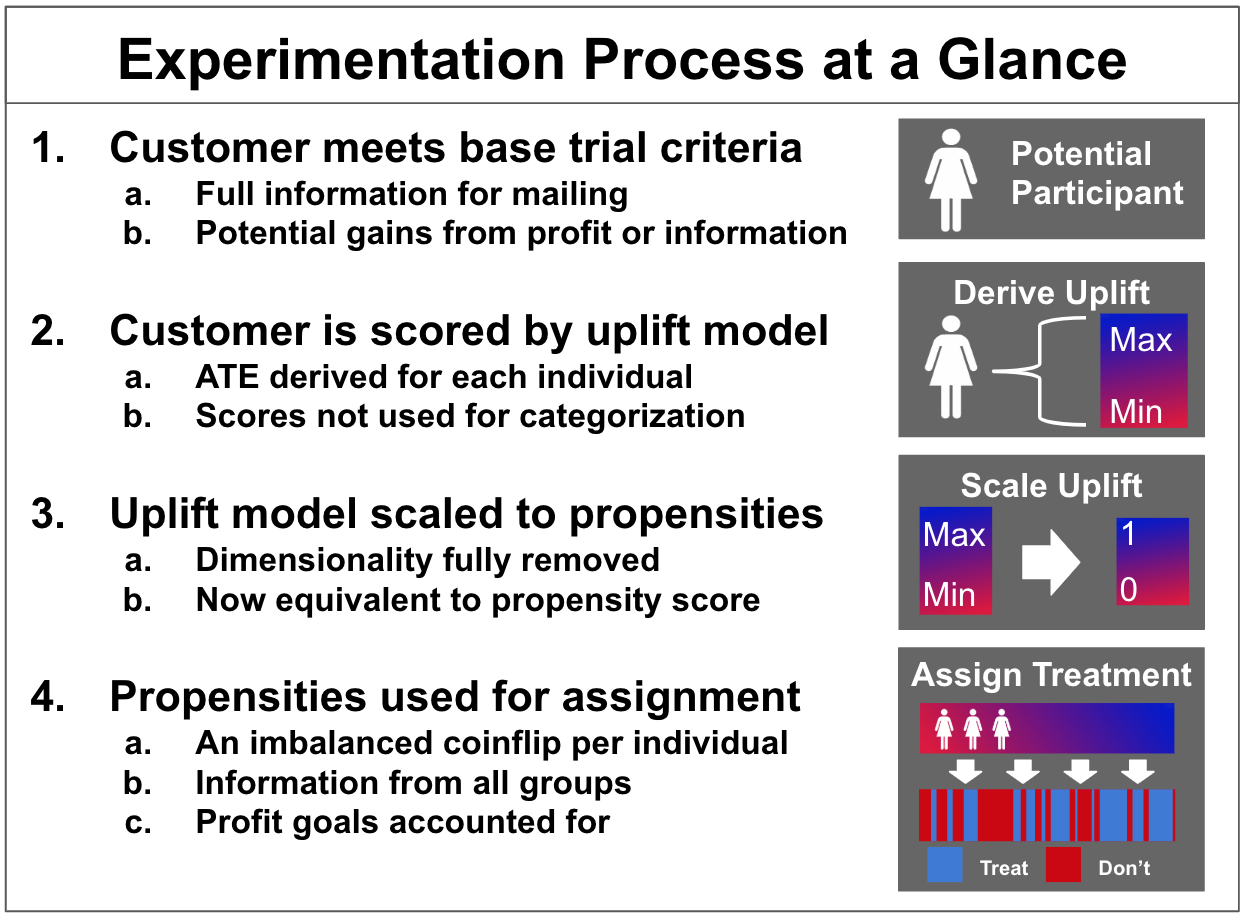 Experimentation Process at a Glance
1. Customer meets base trial criteria
a. Full information for mailing
b. Potential gains from profit or information
Potential
Participant
2. Customer is scored by uplift model
a. ATE derived for each individual
b. Scores not used for categorization
Derive Uplift
Max
Min
3. Uplift model scaled to propensities
a. Dimensionality fully removed
b. Now equivalent to propensity score
Scale Uplift
Max
Min
1
0
4. Propensities used for assignment
a. An imbalanced coinflip per individual
b. Information from all groups
c. Profit goals accounted for
Assign Treatment
Treat
Don't